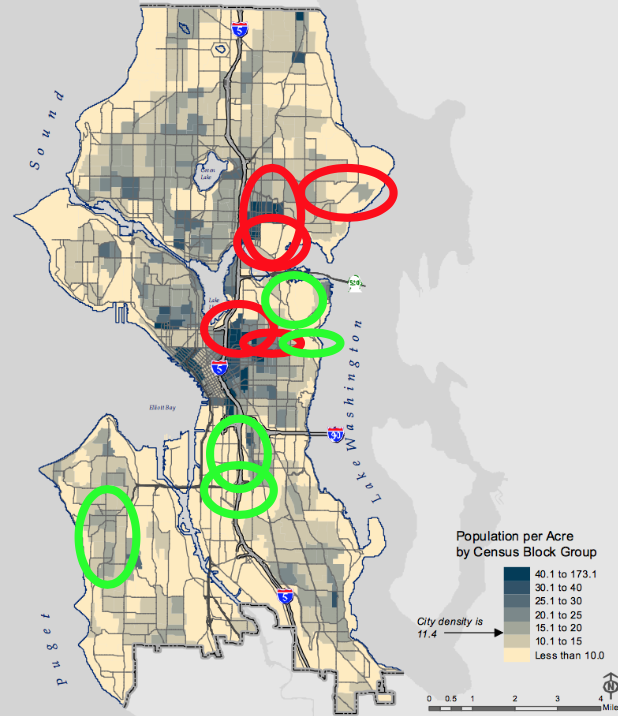 5
Sound
Green
Lake
520
Lake
5
Elliott Bay
90
Lake Washington
Puget
5
Population per Acre
by Census Block Group
40.1 to 173.1
30.1 to 40
25.1 to 30
20.1 to 25
15.1 to 20
10.1 to 15
Less than 10.0
City density is
11.4
N
0 0.5 1 2 3 4
Mile